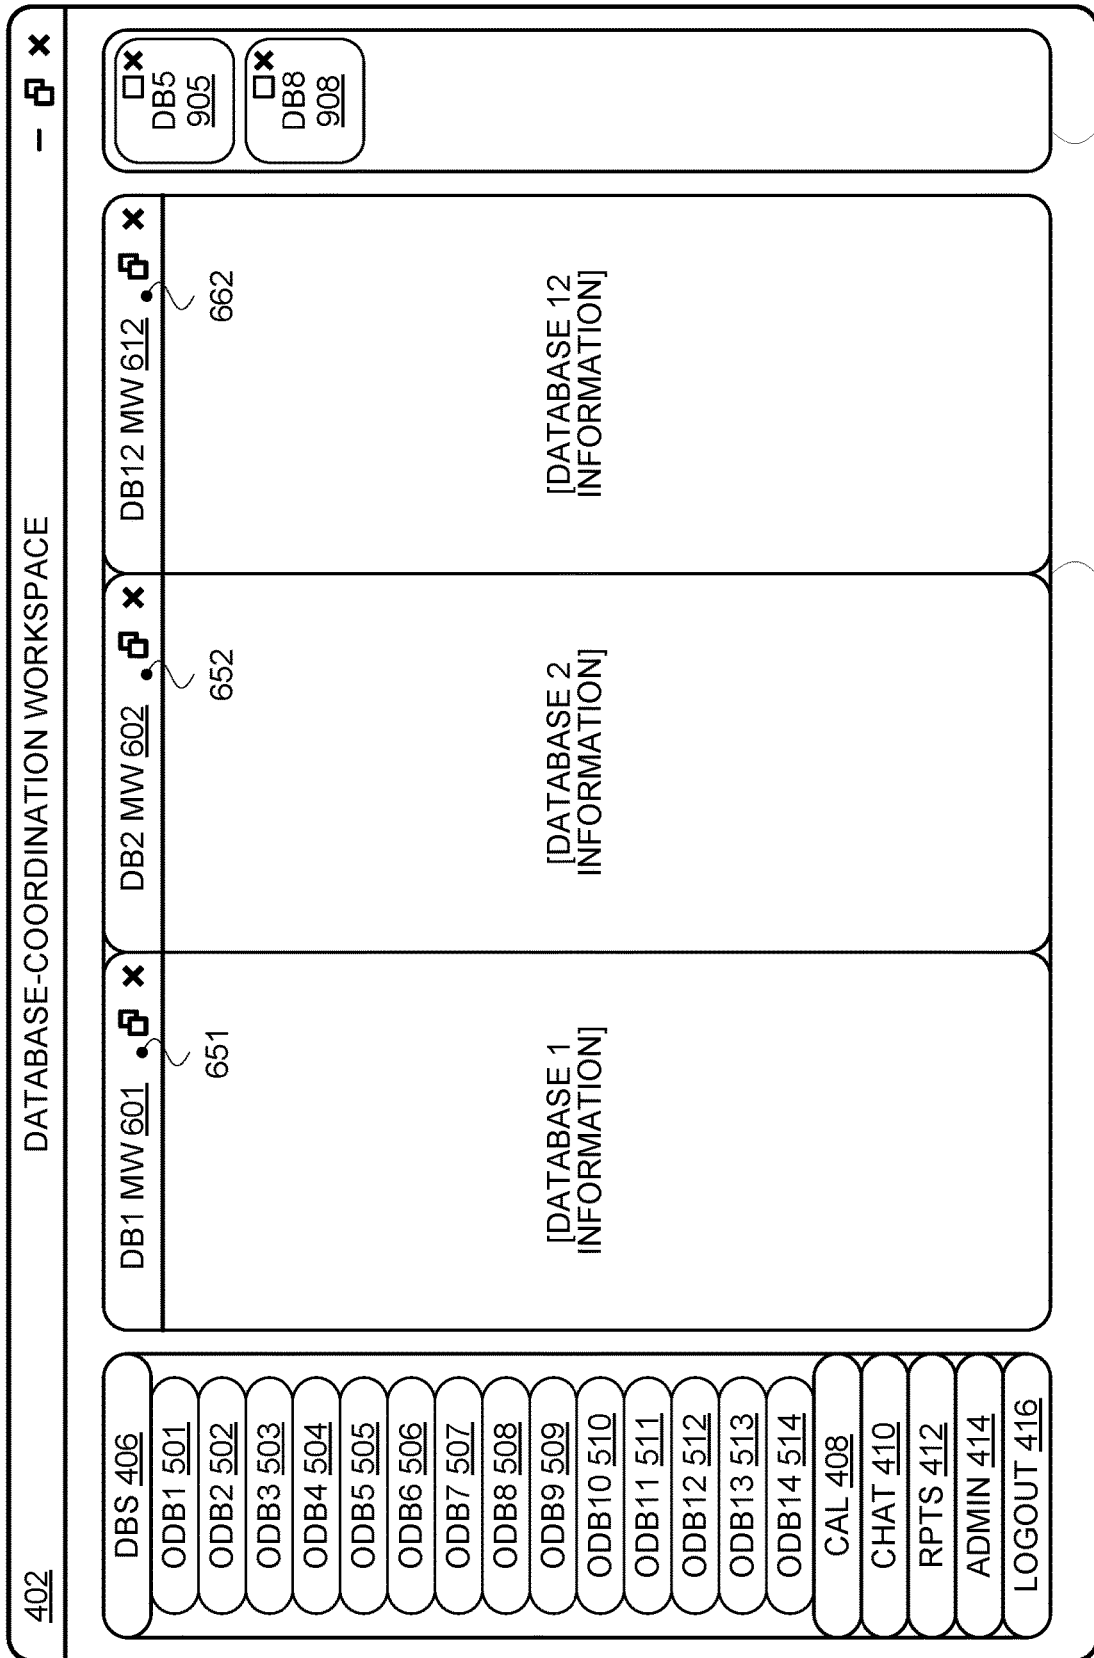 402
DATABASE-COORDINATION WORKSPACE
DBS 406
ODB1 501
ODB2 502
ODB3 503
ODB4 504
ODB5 505
ODB6 506
ODB7 507
ODB8 508
ODB9 509
ODB10 510
ODB11 511
ODB12 512
ODB13 513
ODB14 514
CAL 408
CHAT 410
RPTS 412
ADMIN 414
LOGOUT 416
DB1 MW 601
651
[DATABASE 1
INFORMATION]
DB2 MW 602
652
[DATABASE 2
INFORMATION]
DB12 MW 612
662
[DATABASE 12
INFORMATION]
DB5
905
DB8
908